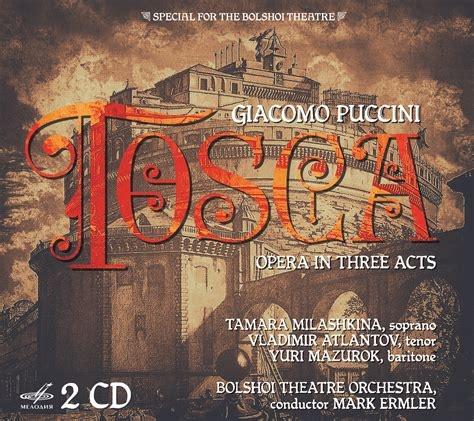 SPECIAL FOR THE BOLSHOI THEATRE
GIACOMO PUCCINI
TOSCA
OPERA IN THREE ACTS
TAMARA MILASHKINA, soprano
VLADIMIR ATLANTOV, tenor
YURI MAZUROK, baritone
BOLSHOI THEATRE ORCHESTRA,
conductor MARK ERMLER
МЕЛОДИЯ
2 CD